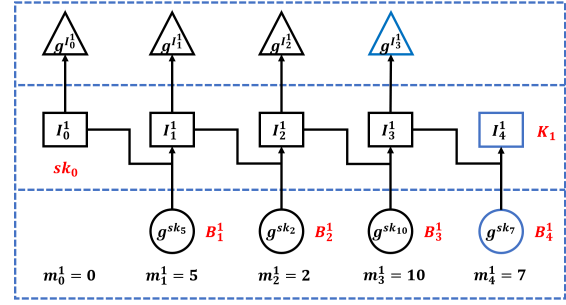 g^{I_0^1} g^{I_1^1} g^{I_2^1} g^{I_3^1}
I_0^1 I_1^1 I_2^1 I_3^1 I_4^1 K_1
sk_0
g^{sk_5} B_1^1 g^{sk_2} B_2^1 g^{sk_{10}} B_3^1 g^{sk_7} B_4^1
m_0^1 = 0 m_1^1 = 5 m_2^1 = 2 m_3^1 = 10 m_4^1 = 7